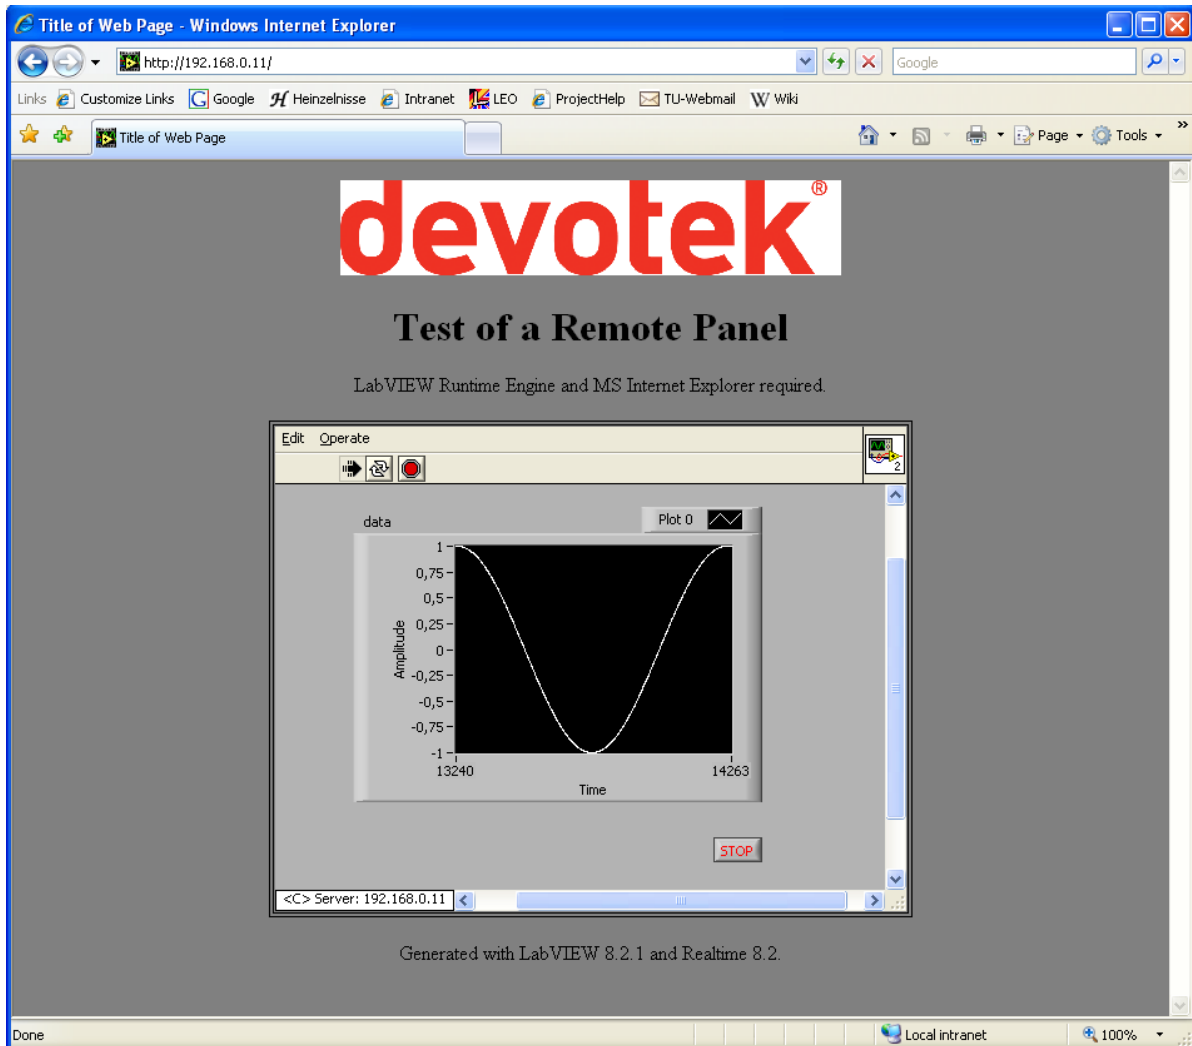 Title of Web Page - Windows Internet Explorer
http://192.168.0.11/
Google
Links Customize Links Google Heinzelnisse Intranet LEO ProjectHelp TU-Webmail Wiki
Title of Web Page
Page Tools »
devotek®
Test of a Remote Panel
LabVIEW Runtime Engine and MS Internet Explorer required.
Edit Operate
2
data
Plot 0
1
0,75
0,5
0,25
0
-0,25
-0,5
-0,75
-1
Amplitude
13240 14263
Time
STOP
<C> Server: 192.168.0.11
Generated with LabVIEW 8.2.1 and Realtime 8.2.
Done Local intranet 100%